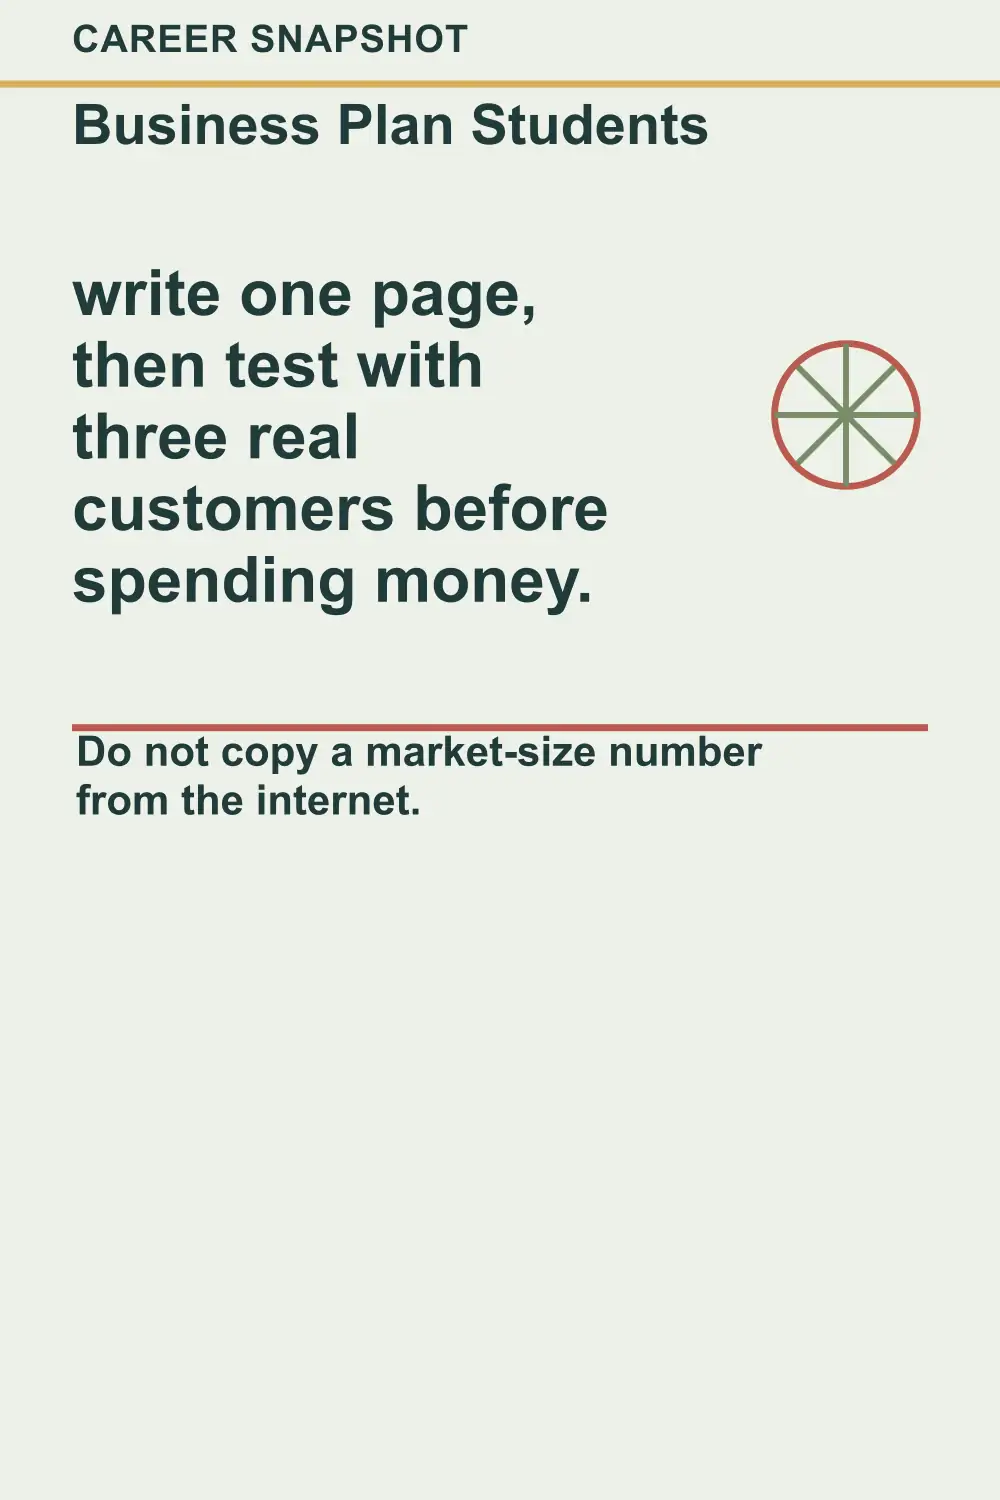 CAREER SNAPSHOT
Business Plan Students
write one page,
then test with
three real
customers before
spending money.
Do not copy a market-size number
from the internet.